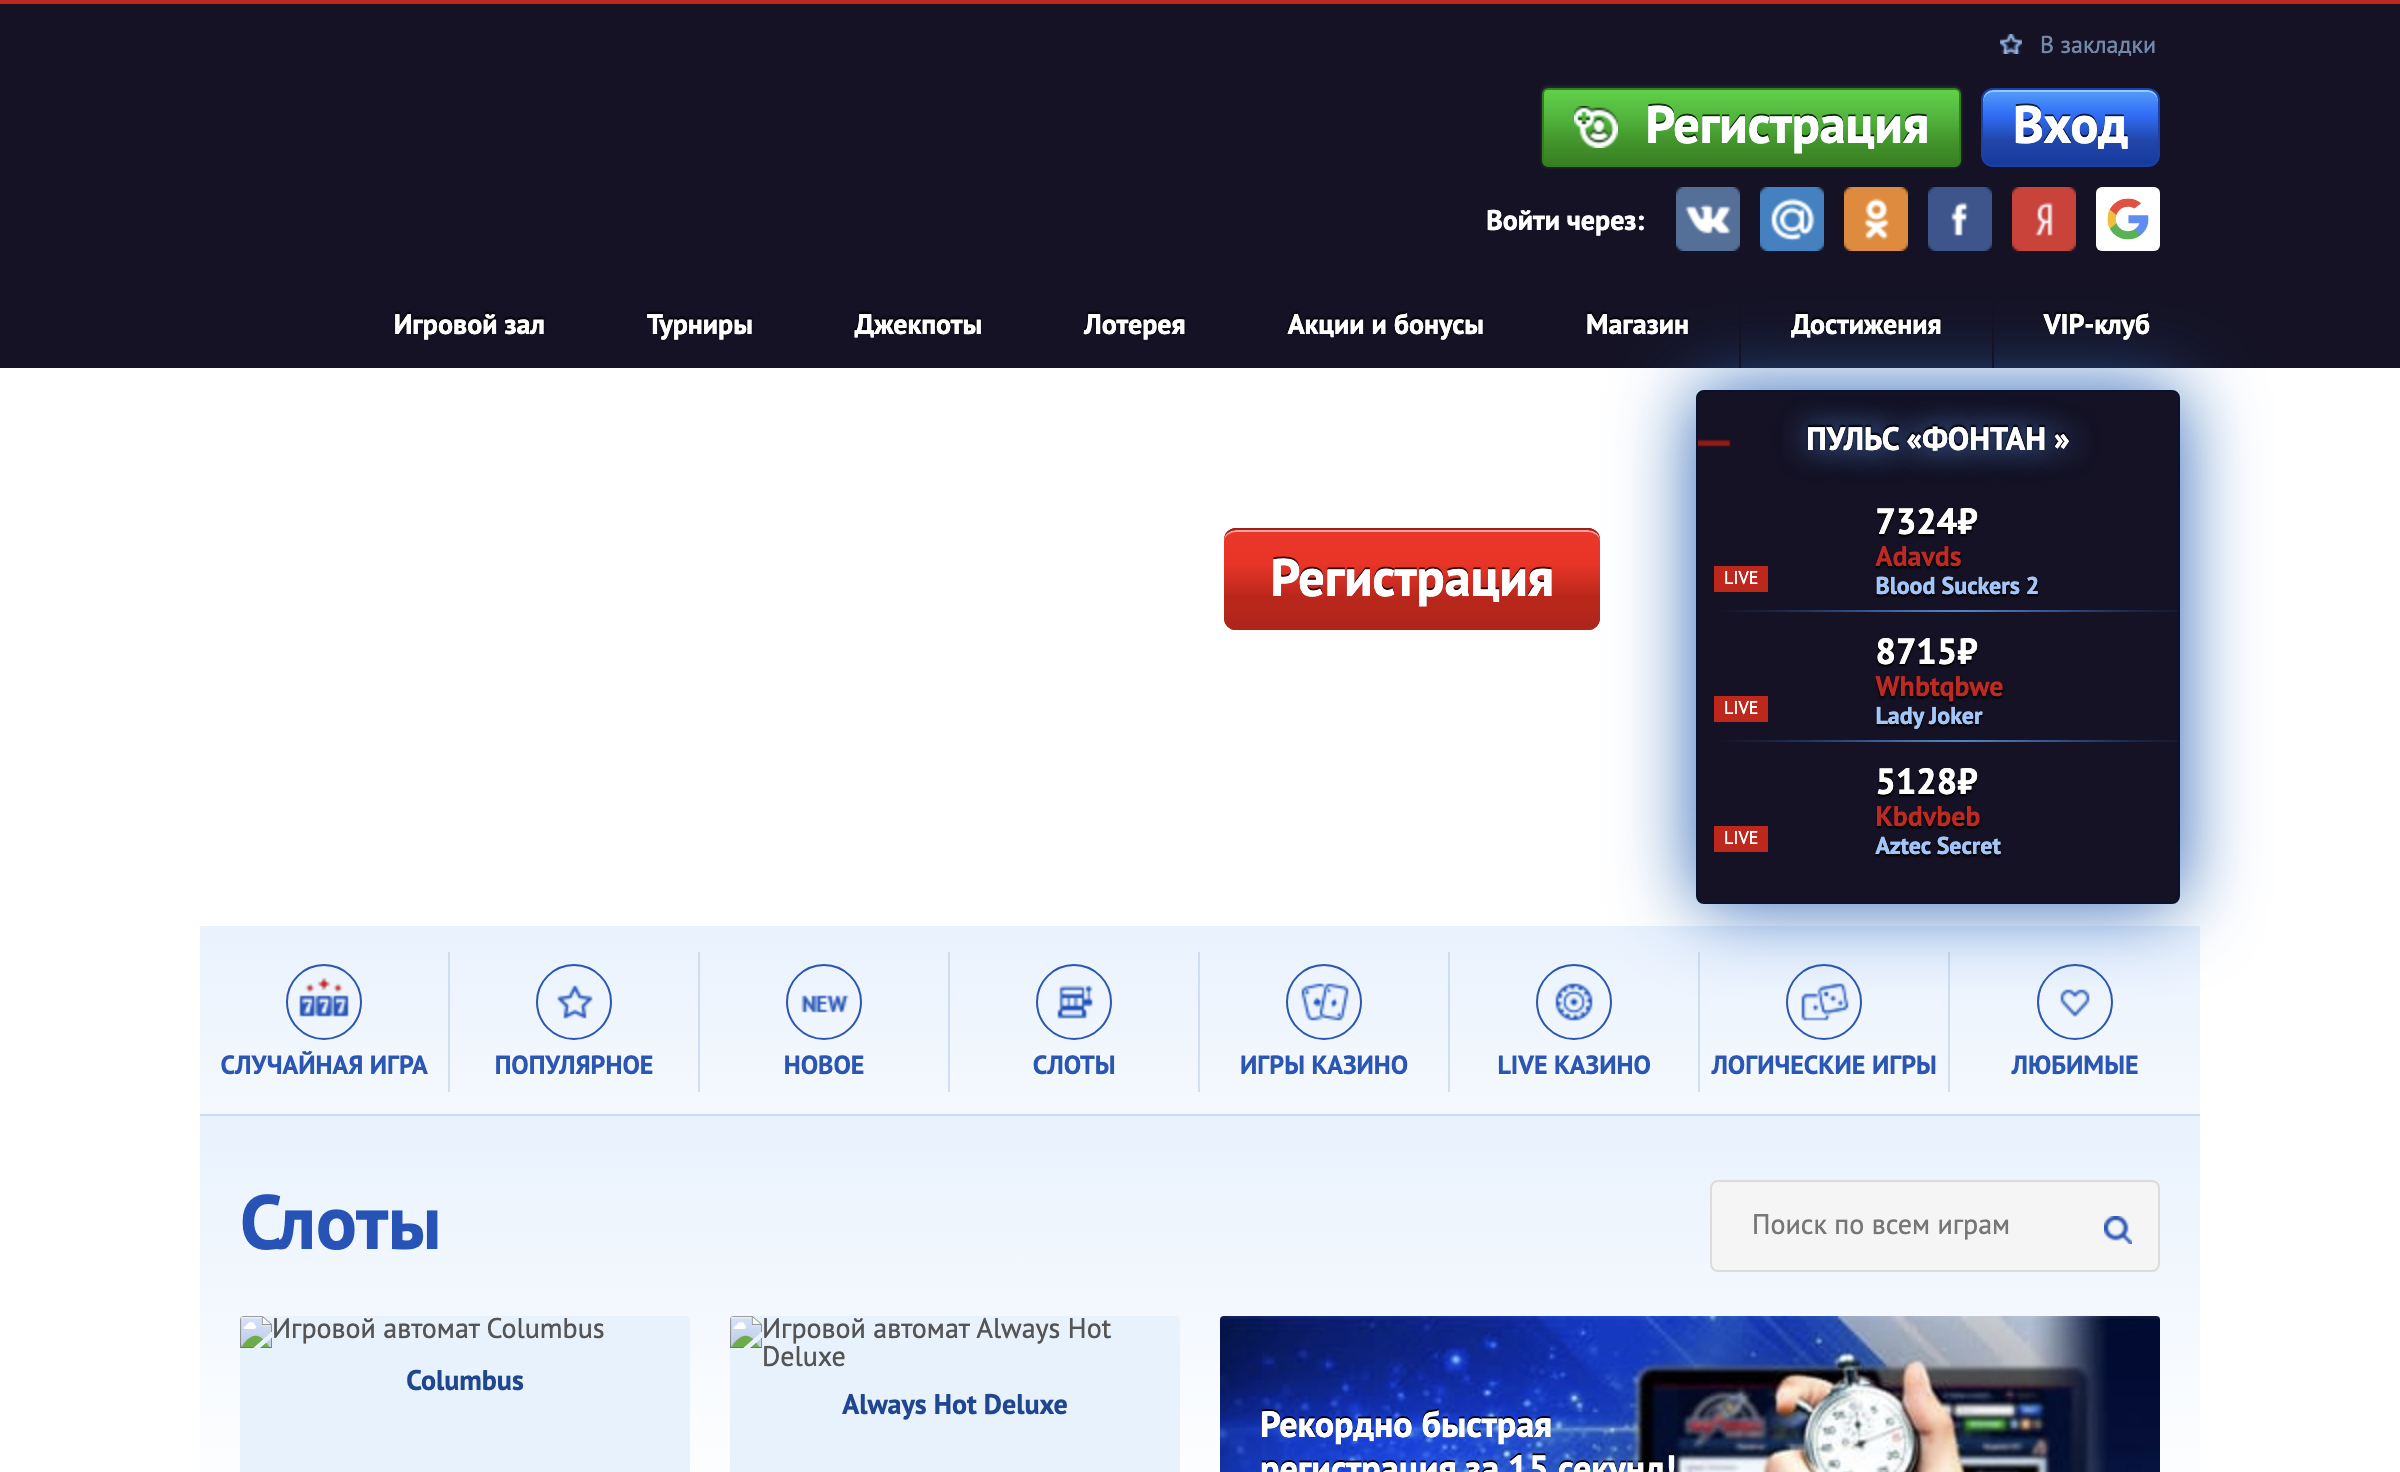 В закладки
Регистрация
Вход
Войти через:
Игровой зал
Турниры
Джекпоты
Лотерея
Акции и бонусы
Магазин
Достижения
VIP-клуб
ПУЛЬС «ФОНТАН »
7324₽
Adavds
LIVE
Blood Suckers 2
Регистрация
8715₽
Whbtqbwe
LIVE
Lady Joker
5128₽
Kbdvbeb
LIVE
Aztec Secret
777
NEW
СЛУЧАЙНАЯ ИГРА
ПОПУЛЯРНОЕ
НОВОЕ
СЛОТЫ
ИГРЫ КАЗИНО
LIVE КАЗИНО
ЛОГИЧЕСКИЕ ИГРЫ
ЛЮБИМЫЕ
Слоты
Поиск по всем играм
Игровой автомат Columbus
Columbus
Игровой автомат Always Hot
Deluxe
Always Hot Deluxe
Рекордно быстрая
регистрация за 15 секунд!